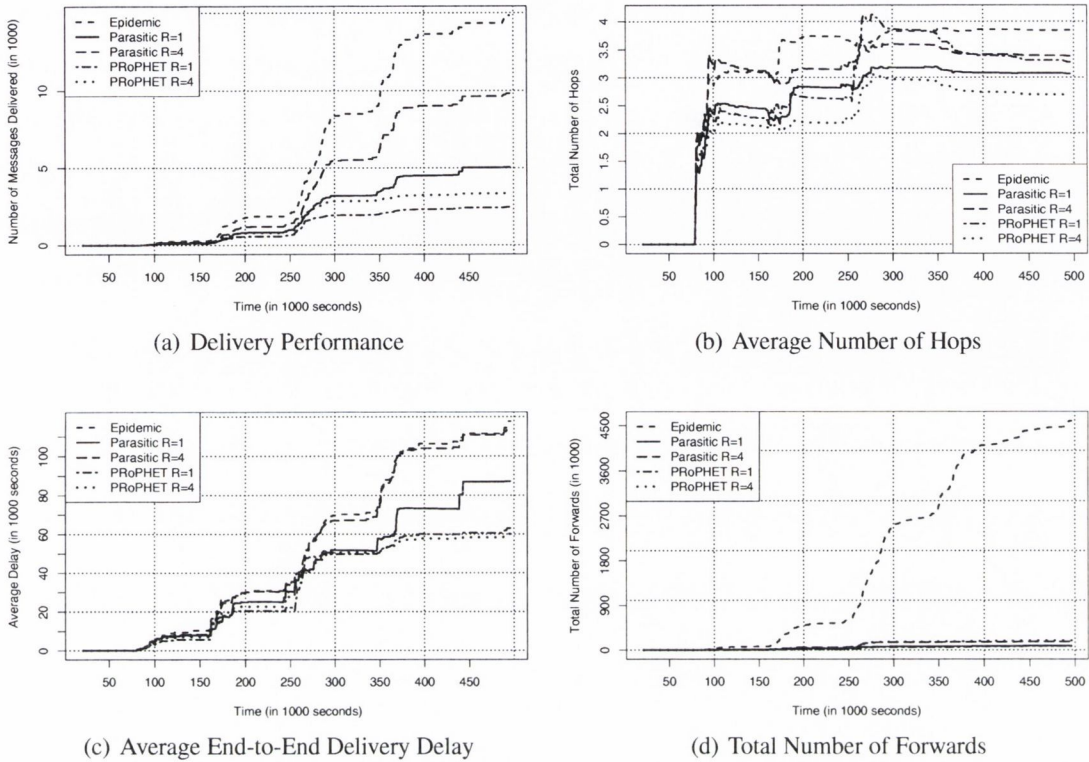 Number of Messages Delivered (in 1000)
Epidemic
Parasitic R=1
Parasitic R=4
PRoPHET R=1
PRoPHET R=4
0
5
10
50
100
150
200
250
300
350
400
450
Time (in 1000 seconds)
(a) Delivery Performance
Total Number of Hops
0
0.5
1
1.5
2
2.5
3
3.5
4
Epidemic
Parasitic R=1
Parasitic R=4
PRoPHET R=1
PRoPHET R=4
50
100
150
200
250
300
350
400
450
500
Time (in 1000 seconds)
(b) Average Number of Hops
Average Delay (in 1000 seconds)
Epidemic
Parasitic R=1
Parasitic R=4
PRoPHET R=1
PRoPHET R=4
0
20
40
60
80
100
50
100
150
200
250
300
350
400
450
Time (in 1000 seconds)
(c) Average End-to-End Delivery Delay
Total Number of Forwards (in 1000)
Epidemic
Parasitic R=1
Parasitic R=4
PRoPHET R=1
PRoPHET R=4
0
900
1800
2700
3600
4500
50
100
150
200
250
300
350
400
450
500
Time (in 1000 seconds)
(d) Total Number of Forwards